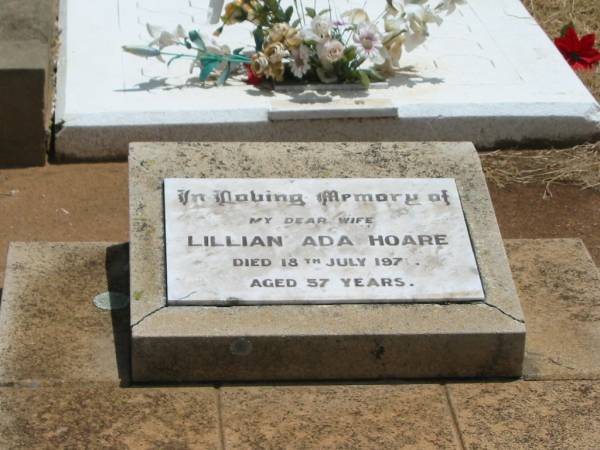 In Loving Memory of
MY DEAR WIFE
LILLIAN ADA HOARE
DIED 18TH JULY
AGED 57 YEARS.